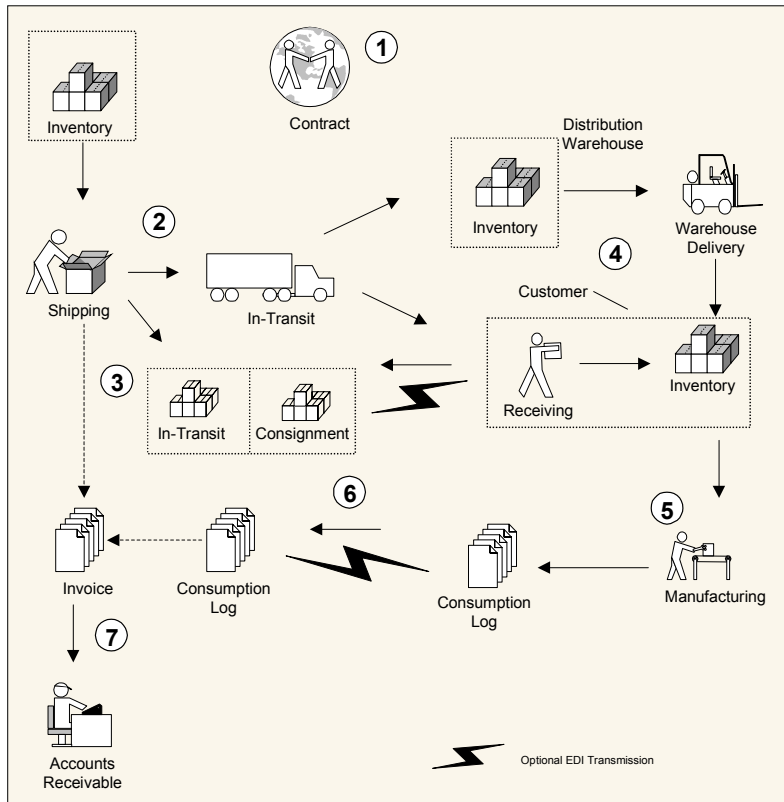 1
Inventory
Contract
Distribution
Warehouse
2
Inventory
Warehouse
Delivery
4
Shipping
In-Transit
Customer
3
In-Transit
Consignment
Receiving
Inventory
6
5
Invoice
Consumption
Log
Consumption
Log
Manufacturing
7
Accounts
Receivable
Optional EDI Transmission